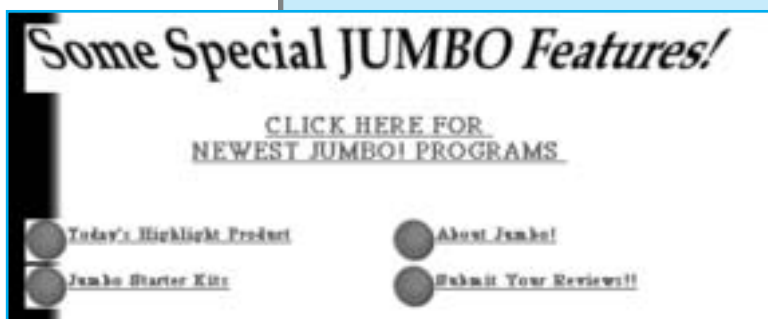 Some Special JUMBO Features!
CLICK HERE FOR
NEWEST JUMBO! PROGRAMS
Today's Highlight Product
About Jumbo!
Jumbo Starter Kits
Submit Your Reviews!!